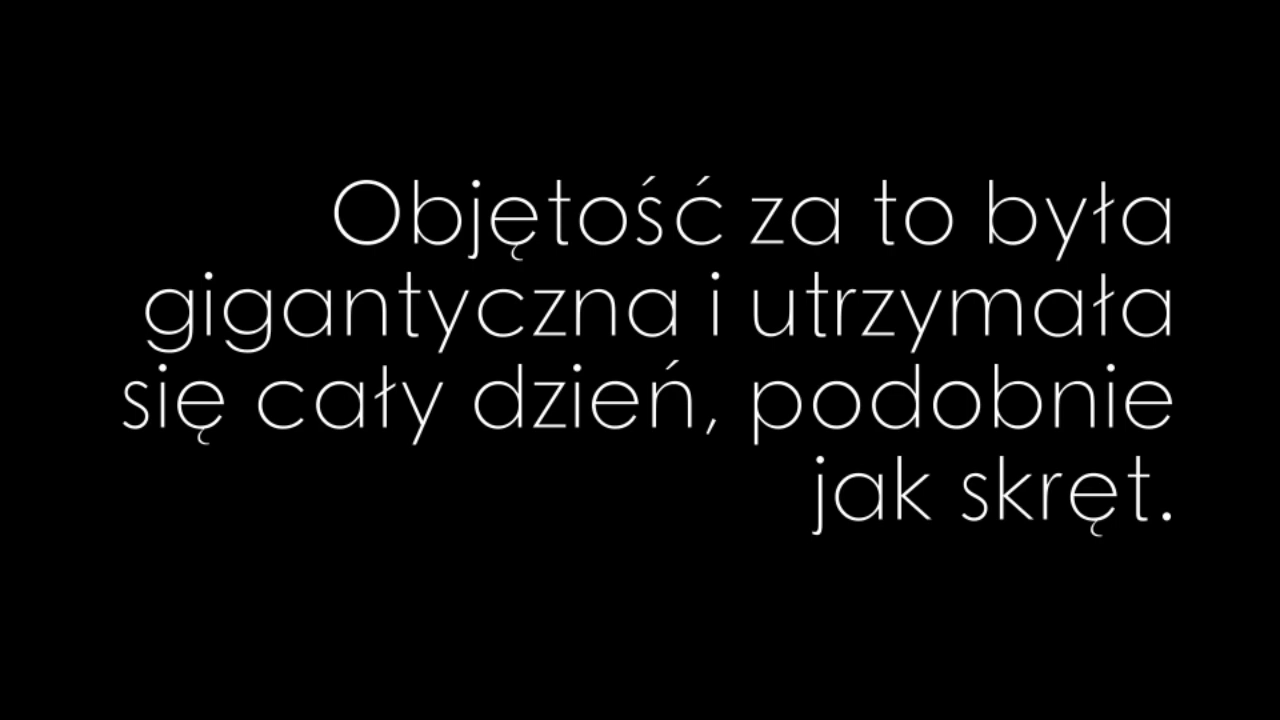 Objętość za to była
gigantyczna i utrzymała
się cały dzień, podobnie
jak skręt.